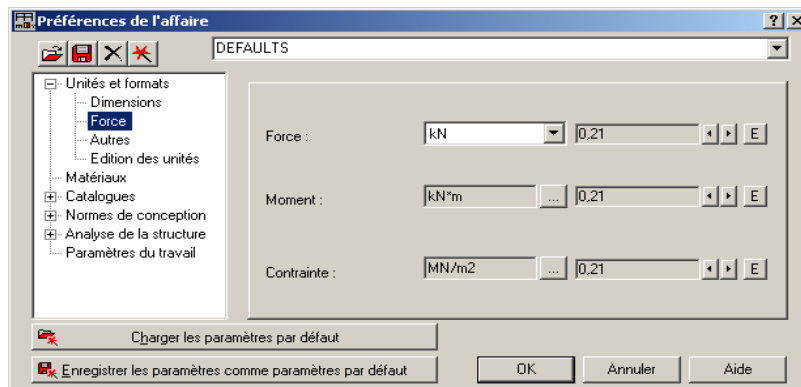 Préférences de l'affaire
DEFAULTS
Unités et formats
Dimensions
Force
Autres
Edition des unités
Matériaux
Catalogues
Normes de conception
Analyse de la structure
Paramètres du travail
Force : kN 0,21 E
Moment : kN*m ... 0,21 E
Contrainte : MN/m2 ... 0,21 E
Charger les paramètres par défaut
Enregistrer les paramètres comme paramètres par défaut
OK Annuler Aide